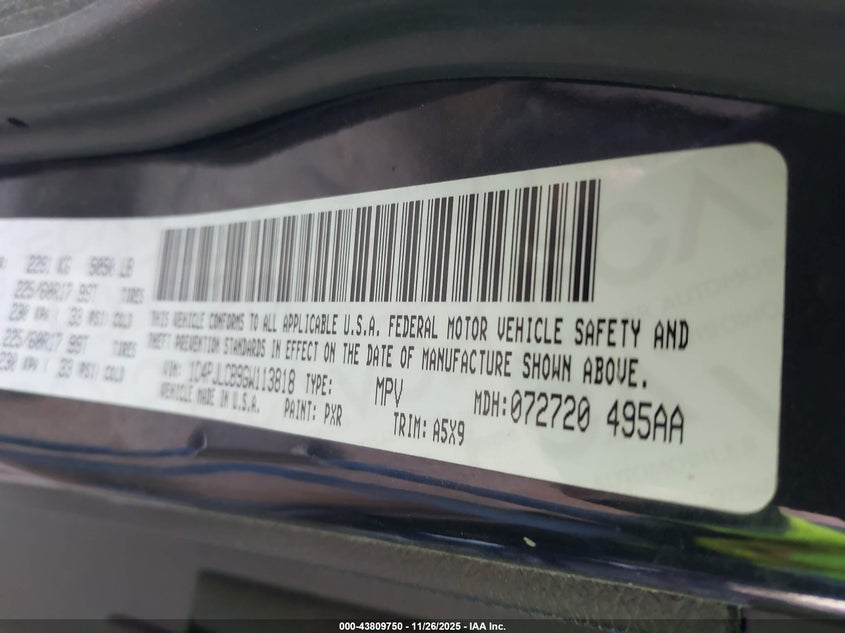 2291 KG 5050 LB
225/60R17 99T TIRES
230 KPA ( 33 PSI) COLD
225/60R17 99T TIRES
230 KPA ( 33 PSI) COLD
THIS VEHICLE CONFORMS TO ALL APPLICABLE U.S.A. FEDERAL MOTOR VEHICLE SAFETY AND
THEFT PREVENTION STANDARDS IN EFFECT ON THE DATE OF MANUFACTURE SHOWN ABOVE.
VIN: 1C4PJLCB9GW113818 TYPE: MPV MDH:072720 495AA
VEHICLE MADE IN U.S.A. PAINT: PXR TRIM: A5X9
000-43809750 - 11/26/2025 - IAA Inc.